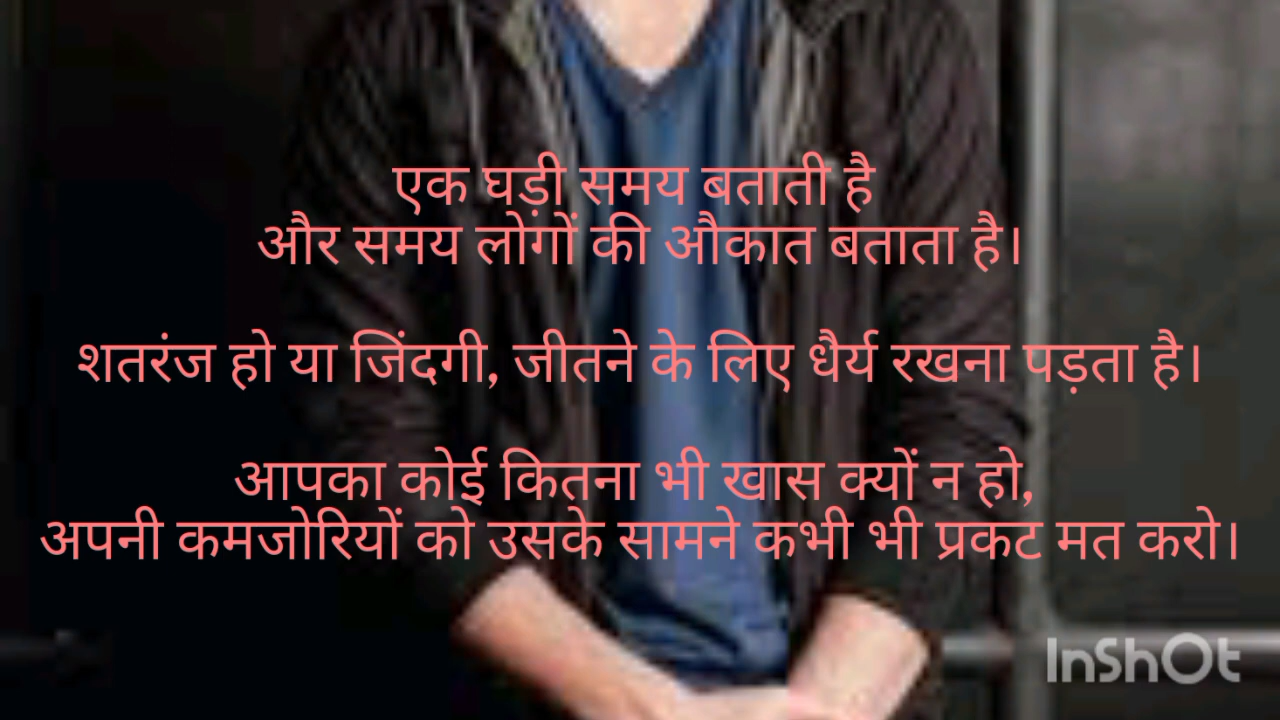 एक घड़ी समय बताती है
और समय लोगों की औकात बताता है।
शतरंज हो या जिंदगी, जीतने के लिए धैर्य रखना पड़ता है।
आपका कोई कितना भी खास क्यों न हो,
अपनी कमजोरियों को उसके सामने कभी भी प्रकट मत करो।
InShOt